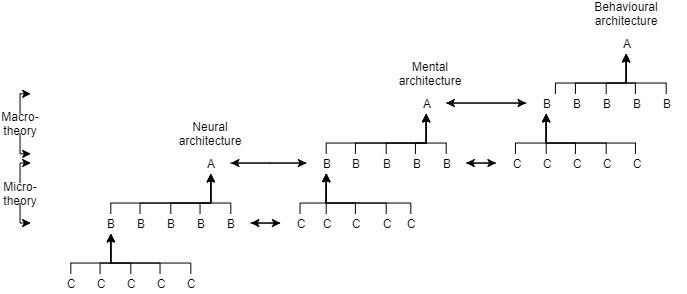 Behavioural
architecture
A
Mental
architecture
A B B B B B
Macro-
theory
Neural
architecture
A B B B B B C C C C C
Micro-
theory
B B B B B C C C C C
C C C C C